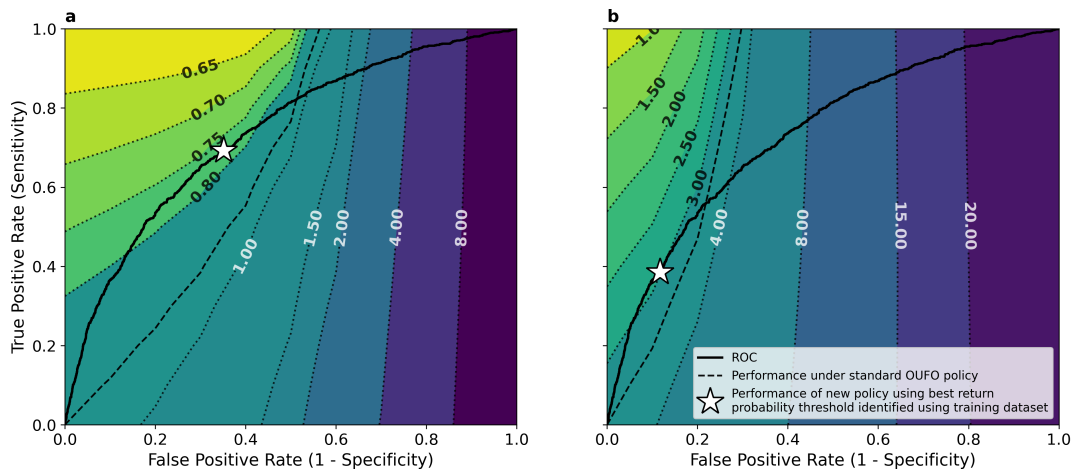 a
b
1.0
0.8
0.6
0.4
0.2
0.0
True Positive Rate (Sensitivity)
0.65
0.70
0.75
0.80
1.00
1.50
2.00
4.00
8.00
0.0 0.2 0.4 0.6 0.8 1.0
False Positive Rate (1 - Specificity)
1.50
2.00
2.50
3.00
4.00
8.00
15.00
20.00
ROC
Performance under standard OUFO policy
Performance of new policy using best return
probability threshold identified using training dataset
0.0 0.2 0.4 0.6 0.8 1.0
False Positive Rate (1 - Specificity)